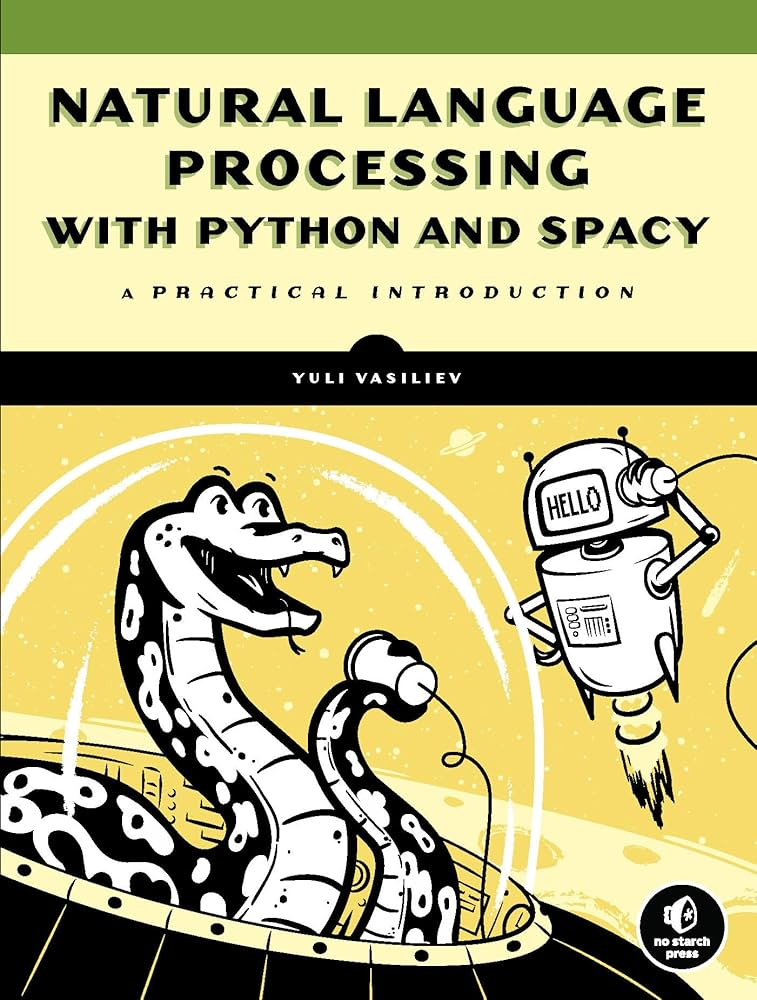 NATURAL LANGUAGE
PROCESSING
WITH PYTHON AND SPACY
A PRACTICAL INTRODUCTION
YULI VASILIEV
HELLO
no starch
press